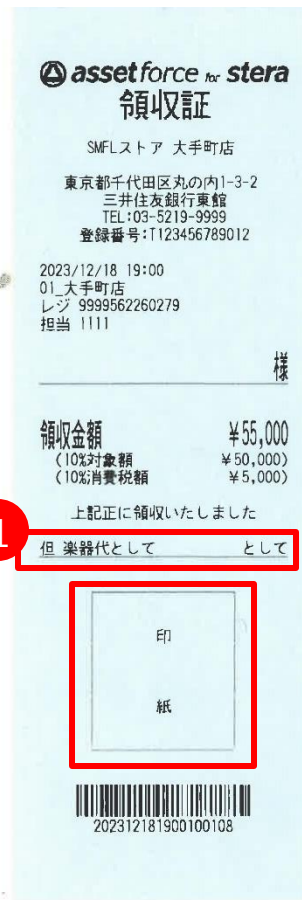 assetforce for stera
領収証
SMFLストア 大手町店
東京都千代田区丸の内1-3-2
三井住友銀行東館
TEL:03-5219-9999
登録番号:T123456789012
2023/12/18 19:00
01_大手町店
レジ 9999562260279
担当 1111
様
領収金額 ¥55,000
(10%対象額 ¥50,000)
(10%消費税額 ¥5,000)
上記正に領収いたしました
1
但 楽器代として として
印
紙
202312181900100108